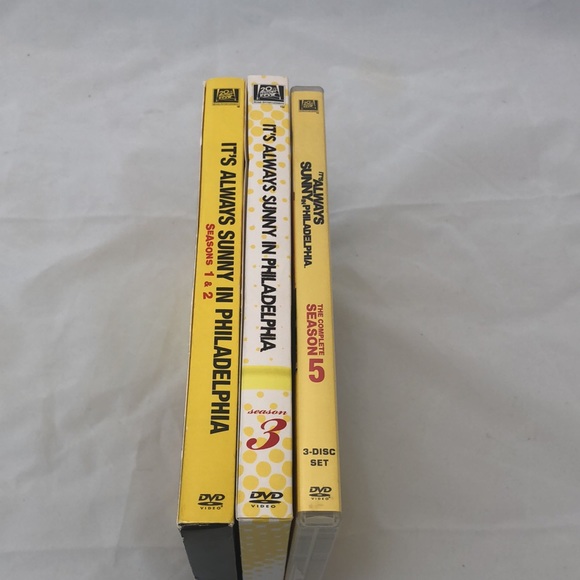 IT'S ALWAYS SUNNY IN PHILADELPHIA
SEASONS 1 & 2
DVD
VIDEO
20th
IT'S ALWAYS SUNNY IN PHILADELPHIA
season
3
DVD
VIDEO
IT'S ALWAYS
SUNNY IN PHILADELPHIA
THE COMPLETE
SEASON 5
3-DISC
SET
DVD
VIDEO